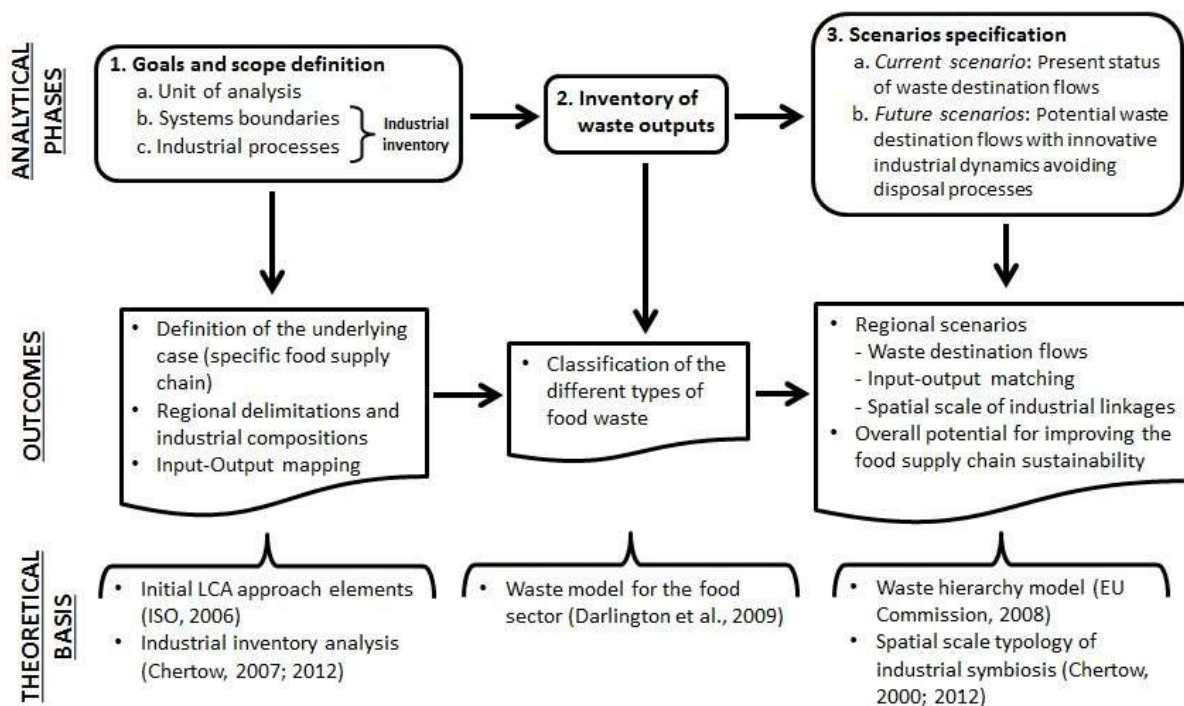 ANALYTICAL
PHASES
1. Goals and scope definition
a. Unit of analysis
b. Systems boundaries
c. Industrial processes
Industrial
inventory
2. Inventory of
waste outputs
3. Scenarios specification
a. Current scenario: Present status
of waste destination flows
b. Future scenarios: Potential waste
destination flows with innovative
industrial dynamics avoiding
disposal processes
OUTCOMES
• Definition of the underlying
case (specific food supply
chain)
• Regional delimitations and
industrial compositions
• Input-Output mapping
• Classification of the
different types of
food waste
• Regional scenarios
- Waste destination flows
- Input-output matching
- Spatial scale of industrial linkages
• Overall potential for improving the
food supply chain sustainability
THEORETICAL
BASIS
• Initial LCA approach elements
(ISO, 2006)
• Industrial inventory analysis
(Chertow, 2007; 2012)
• Waste model for the food
sector (Darlington et al., 2009)
• Waste hierarchy model (EU
Commission, 2008)
• Spatial scale typology of
industrial symbiosis (Chertow,
2000; 2012)